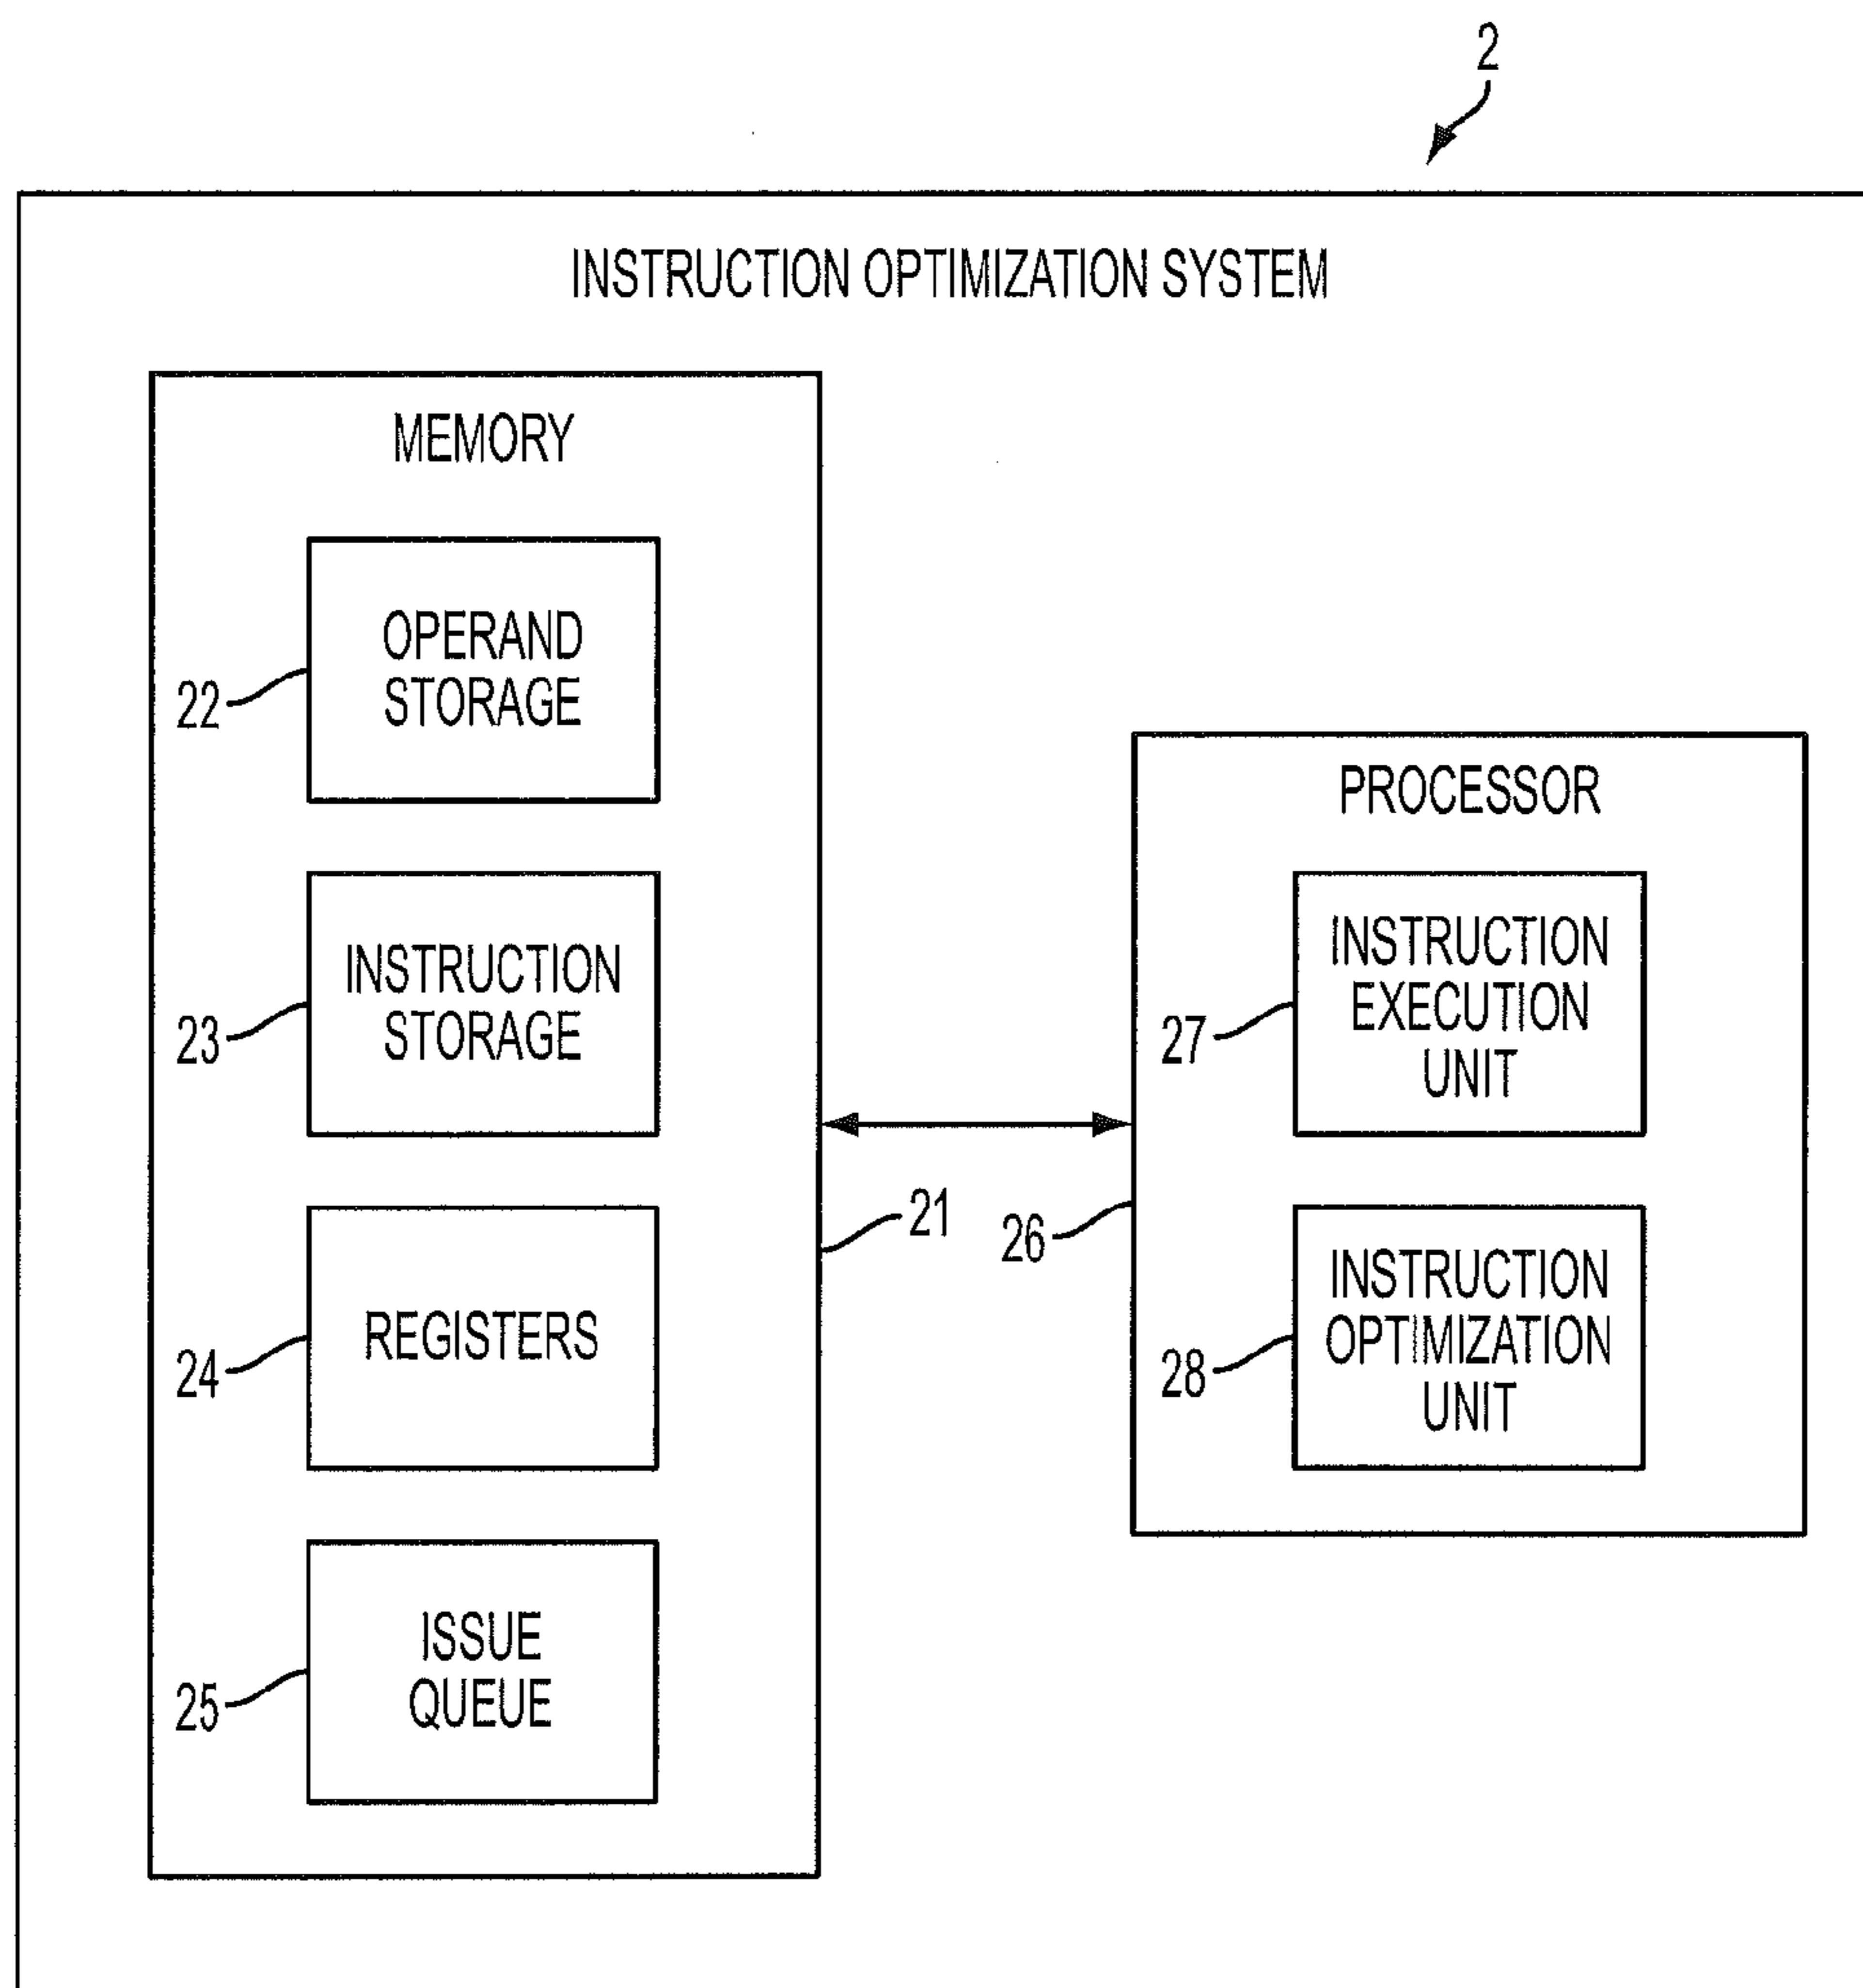 2
INSTRUCTION OPTIMIZATION SYSTEM
MEMORY
OPERAND
STORAGE
22
INSTRUCTION
STORAGE
23
REGISTERS
24
ISSUE
QUEUE
25
21
26
PROCESSOR
INSTRUCTION
EXECUTION
UNIT
27
INSTRUCTION
OPTIMIZATION
UNIT
28